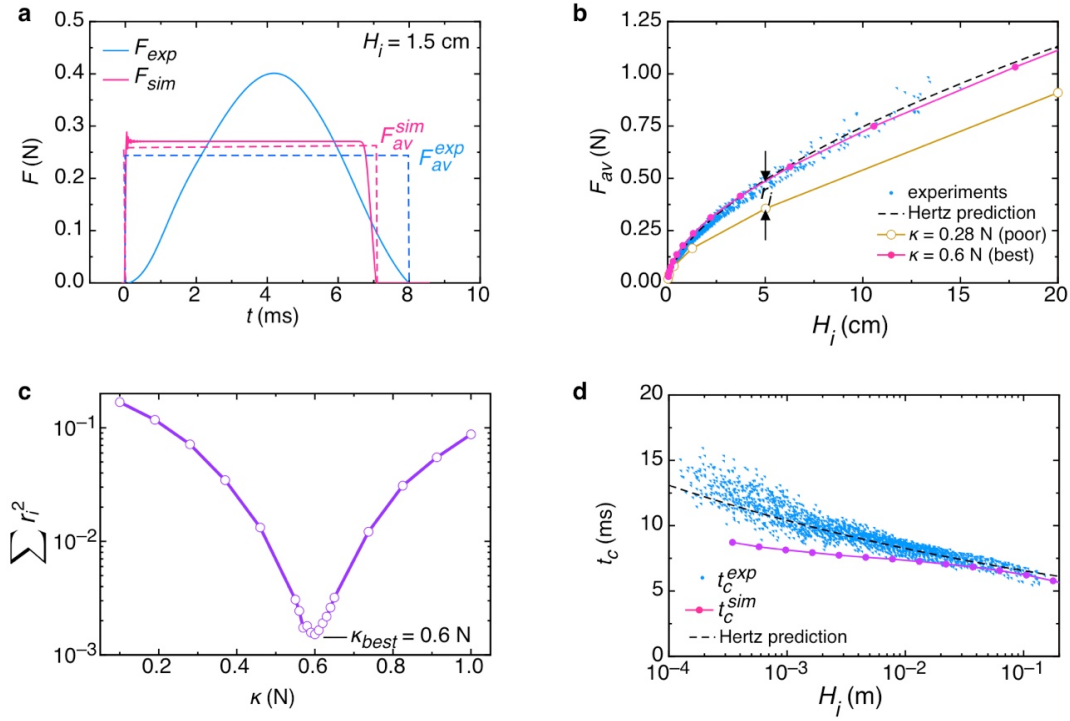 a
H_i = 1.5 cm
F_exp
F_sim
F_av^sim
F_av^exp
F (N)
0.5
0.4
0.3
0.2
0.1
0.0
0 2 4 6 8 10
t (ms)
b
F_av (N)
1.00
0.75
0.50
0.25
0.00
r_i
experiments
Hertz prediction
κ = 0.28 N (poor)
κ = 0.6 N (best)
0 5 10 15 20
H_i (cm)
c
∑ r_i^2
10^−1
10^−2
10^−3
κ_best = 0.6 N
0.2 0.4 0.6 0.8 1.0
κ (N)
d
t_c (ms)
20
15
10
5
0
t_c^exp
t_c^sim
Hertz prediction
10^−4 10^−3 10^−2 10^−1
H_i (m)